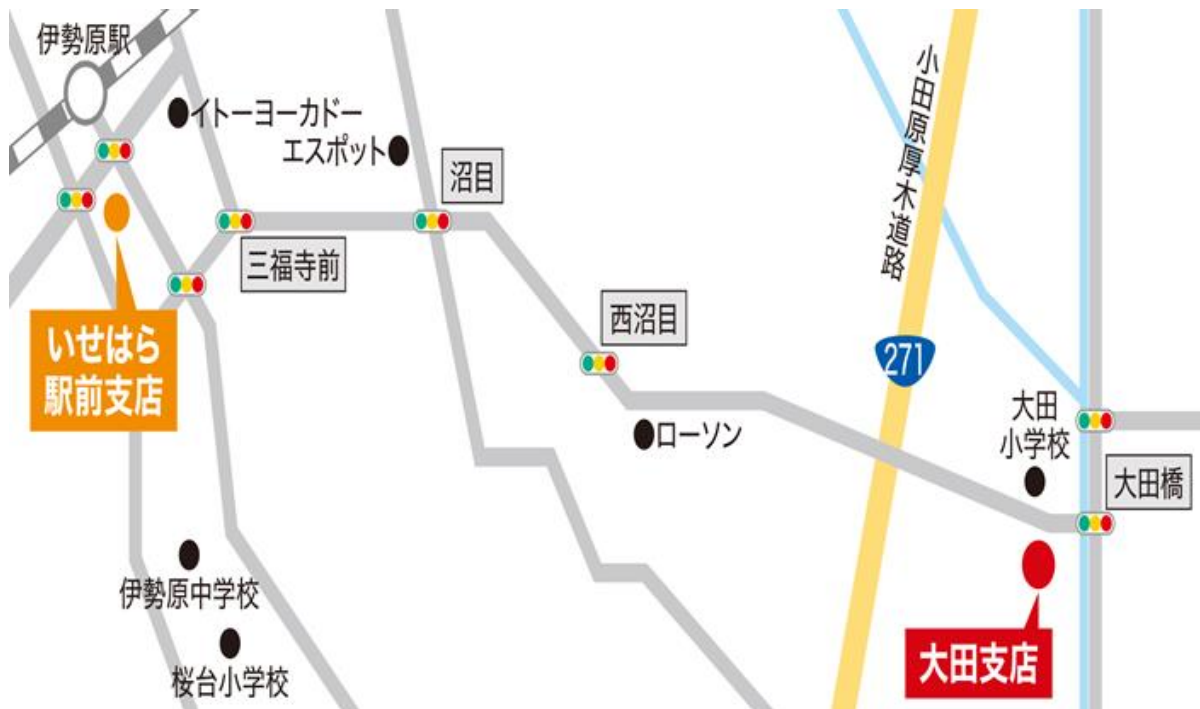 伊勢原駅
イトーヨーカドー
エスポット
沼目
三福寺前
小田原厚木道路
いせはら
駅前支店
西沼目
271
ローソン
大田
小学校
大田橋
伊勢原中学校
桜台小学校
大田支店